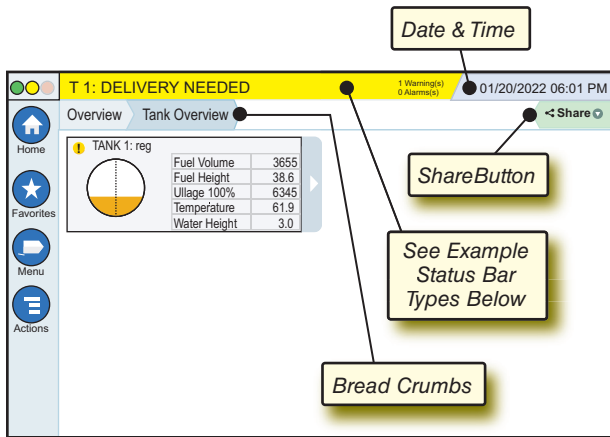 Date & Time
T 1: DELIVERY NEEDED
1 Warning(s)
0 Alarms(s)
01/20/2022 06:01 PM
Home
Favorites
Menu
Actions
Overview
Tank Overview
Share
! TANK 1: reg
Fuel Volume 3655
Fuel Height 38.6
Ullage 100% 6345
Temperature 61.9
Water Height 3.0
ShareButton
See Example
Status Bar
Types Below
Bread Crumbs